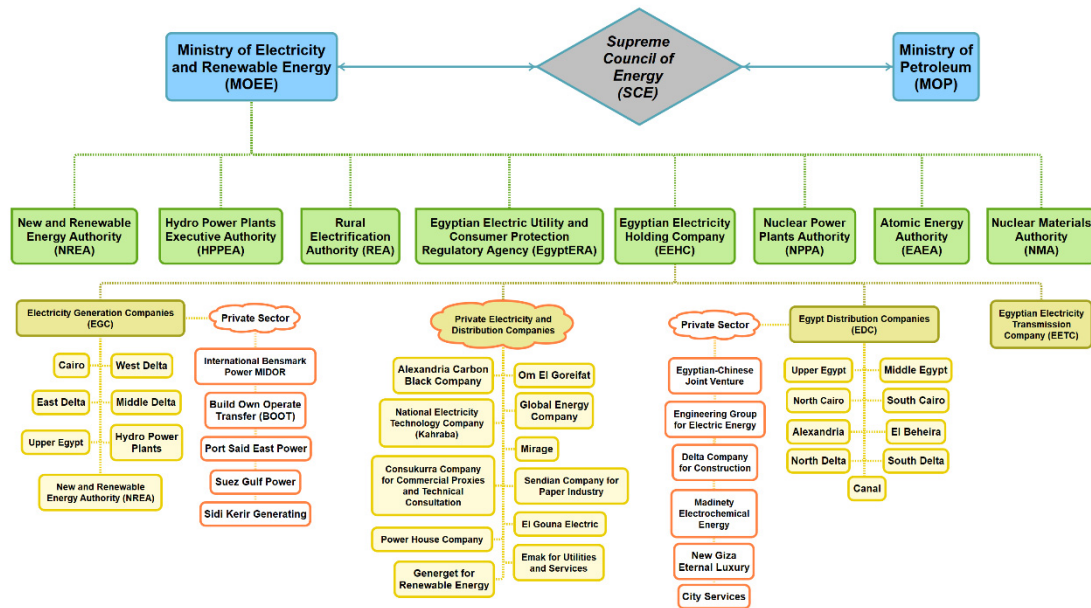 Ministry of Electricity
and Renewable Energy
(MOEE)
Supreme
Council of
Energy
(SCE)
Ministry of
Petroleum
(MOP)
New and Renewable
Energy Authority
(NREA)
Hydro Power Plants
Executive Authority
(HPPEA)
Rural
Electrification
Authority (REA)
Egyptian Electric Utility and
Consumer Protection
Regulatory Agency (EgyptERA)
Egyptian Electricity
Holding Company
(EEHC)
Nuclear Power
Plants Authority
(NPPA)
Atomic Energy
Authority
(EAEA)
Nuclear Materials
Authority
(NMA)
Electricity Generation Companies
(EGC)
Cairo
West Delta
East Delta
Middle Delta
Upper Egypt
Hydro Power
Plants
New and Renewable
Energy Authority (NREA)
Private Sector
International Bensmark
Power MIDOR
Build Own Operate
Transfer (BOOT)
Port Said East Power
Suez Gulf Power
Sidi Kerir Generating
Private Electricity and
Distribution Companies
Alexandria Carbon
Black Company
Om El Goreifat
National Electricity
Technology Company
(Kahraba)
Global Energy
Company
Mirage
Consukurra Company
for Commercial Proxies
and Technical
Consultation
Sendian Company for
Paper Industry
El Gouna Electric
Power House Company
Emak for Utilities
and Services
Generget for
Renewable Energy
Private Sector
Egyptian-Chinese
Joint Venture
Engineering Group
for Electric Energy
Delta Company
for Construction
Madinety
Electrochemical
Energy
New Giza
Eternal Luxury
City Services
Egypt Distribution Companies
(EDC)
Upper Egypt
Middle Egypt
North Cairo
South Cairo
Alexandria
El Beheira
North Delta
South Delta
Canal
Egyptian Electricity
Transmission
Company (EETC)